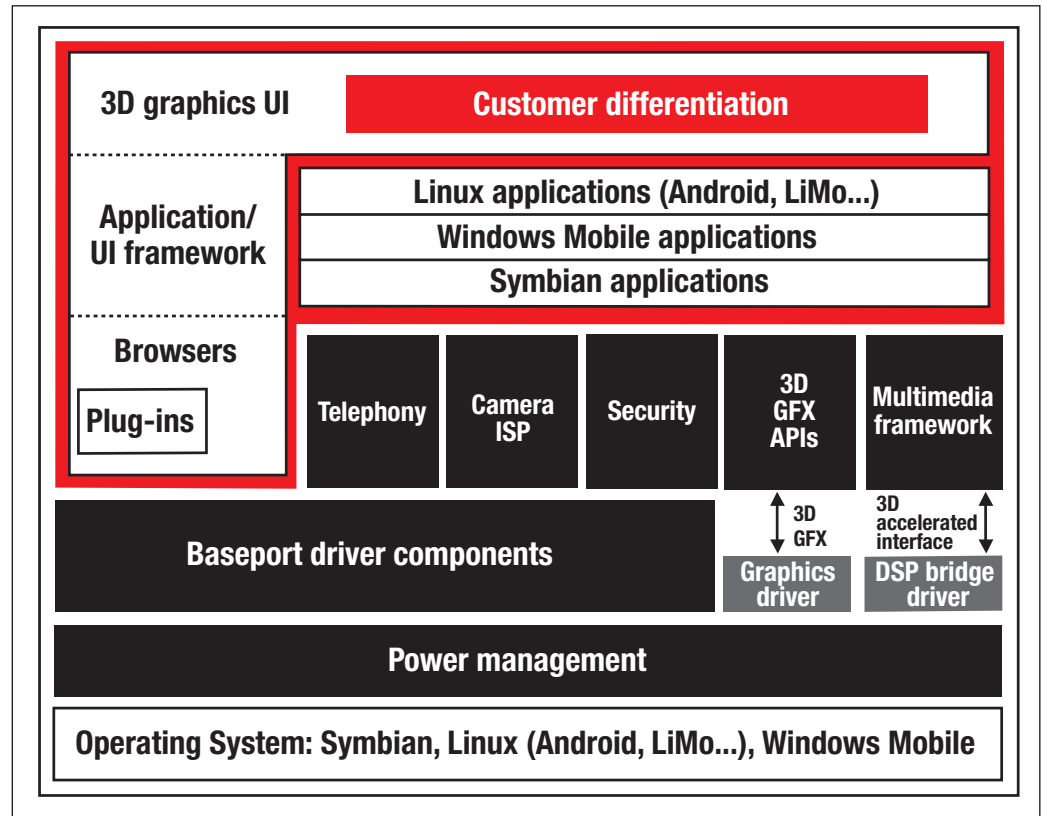 3D graphics UI
Customer differentiation
Application/
UI framework
Linux applications (Android, LiMo...)
Windows Mobile applications
Symbian applications
Browsers
Plug-ins
Telephony
Camera
ISP
Security
3D
GFX
APIs
Multimedia
framework
Baseport driver components
3D
GFX
3D
accelerated
interface
Graphics
driver
DSP bridge
driver
Power management
Operating System: Symbian, Linux (Android, LiMo...), Windows Mobile